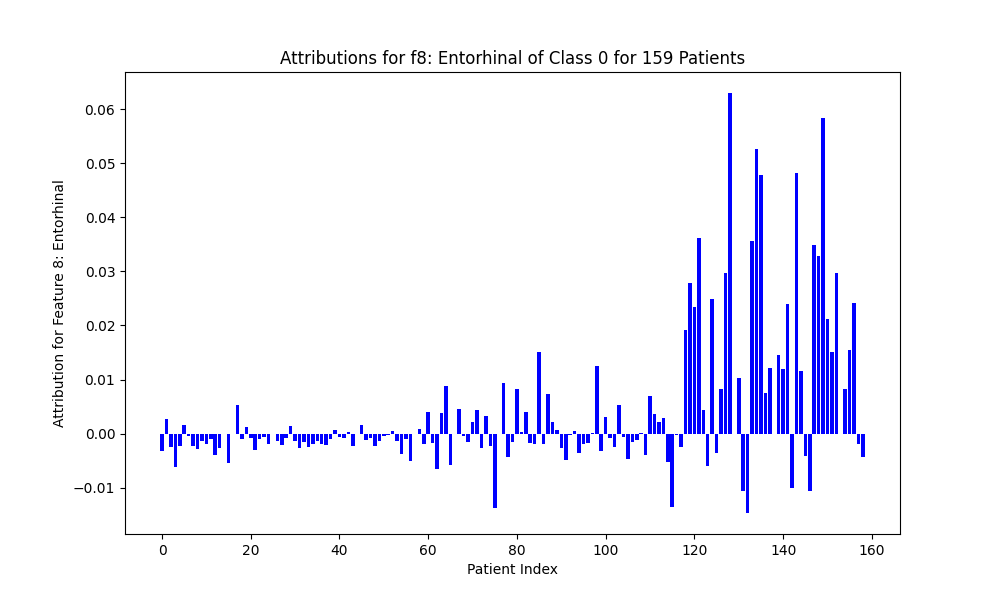 Attributions for f8: Entorhinal of Class 0 for 159 Patients
Attribution for Feature 8: Entorhinal
0.06
0.05
0.04
0.03
0.02
0.01
0.00
−0.01
0 20 40 60 80 100 120 140 160
Patient Index